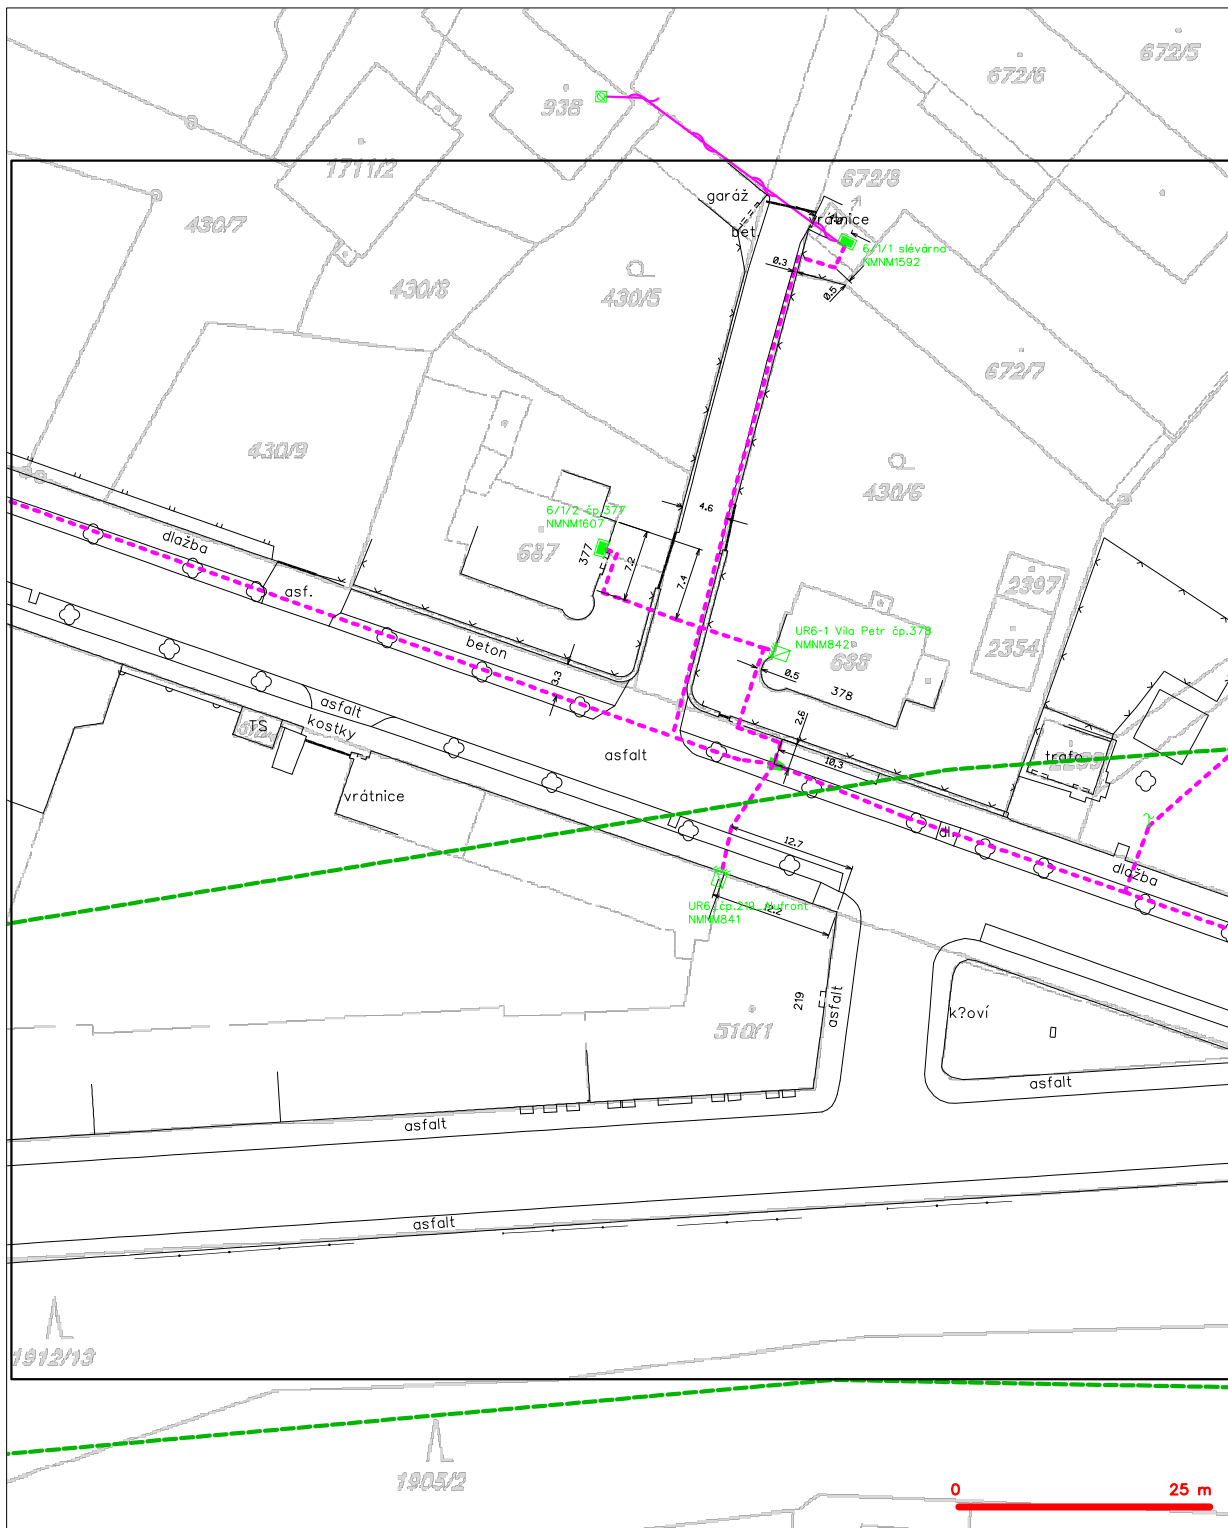 672/5
672/6
938
1711/2
672/8
garáž
vrátnice
430/7
bet.
6/1/1 slévárna
NMNM1592
0.3
0.5
430/8
430/5
672/7
430/9
430/6
6/1/2 čp.377
NMNM1607
4.6
dlažba
687
377
7.2
7.4
2397
asf.
UR6-1 Vila Petr čp.378
NMNM842
beton
688
2354
0.5
378
3.3
asfalt
2.6
TS
kostky
asfalt
10.3
trafo
vrátnice
12.7
dl.
dlažba
UR6 čp.219 Nufront
NMNM841
12.2
219
asfalt
k?oví
510/1
asfalt
asfalt
asfalt
1912/13
1905/2
0
25 m